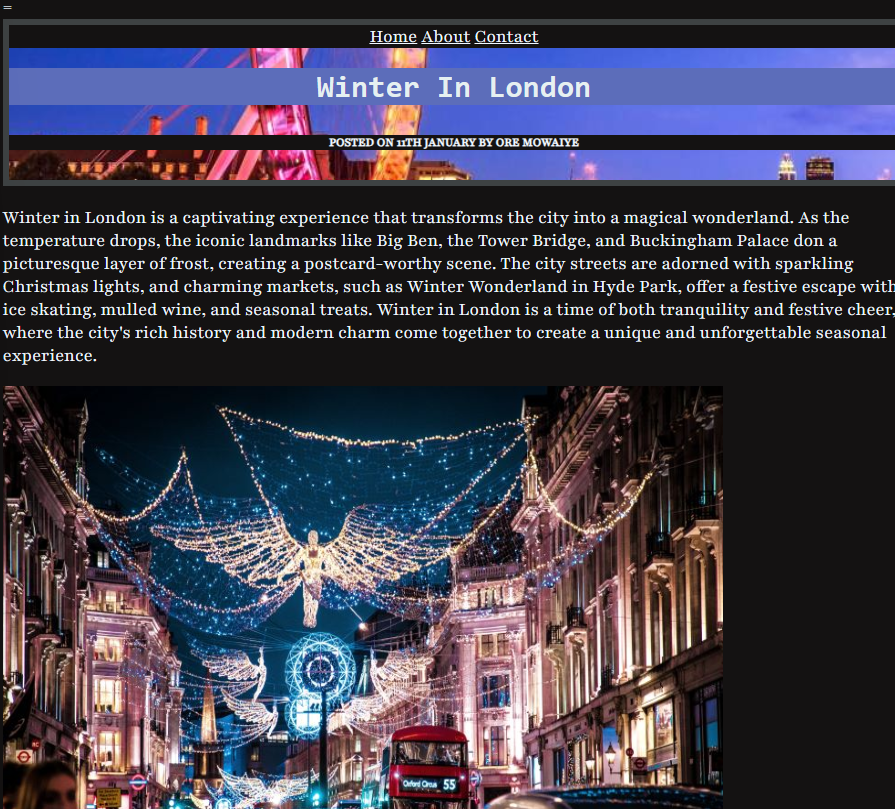 =
Home About Contact
Winter In London
POSTED ON 11TH JANUARY BY ORE MOWAIYE
Winter in London is a captivating experience that transforms the city into a magical wonderland. As the
temperature drops, the iconic landmarks like Big Ben, the Tower Bridge, and Buckingham Palace don a
picturesque layer of frost, creating a postcard-worthy scene. The city streets are adorned with sparkling
Christmas lights, and charming markets, such as Winter Wonderland in Hyde Park, offer a festive escape with
ice skating, mulled wine, and seasonal treats. Winter in London is a time of both tranquility and festive cheer,
where the city's rich history and modern charm come together to create a unique and unforgettable seasonal
experience.
Oxford Circus 55